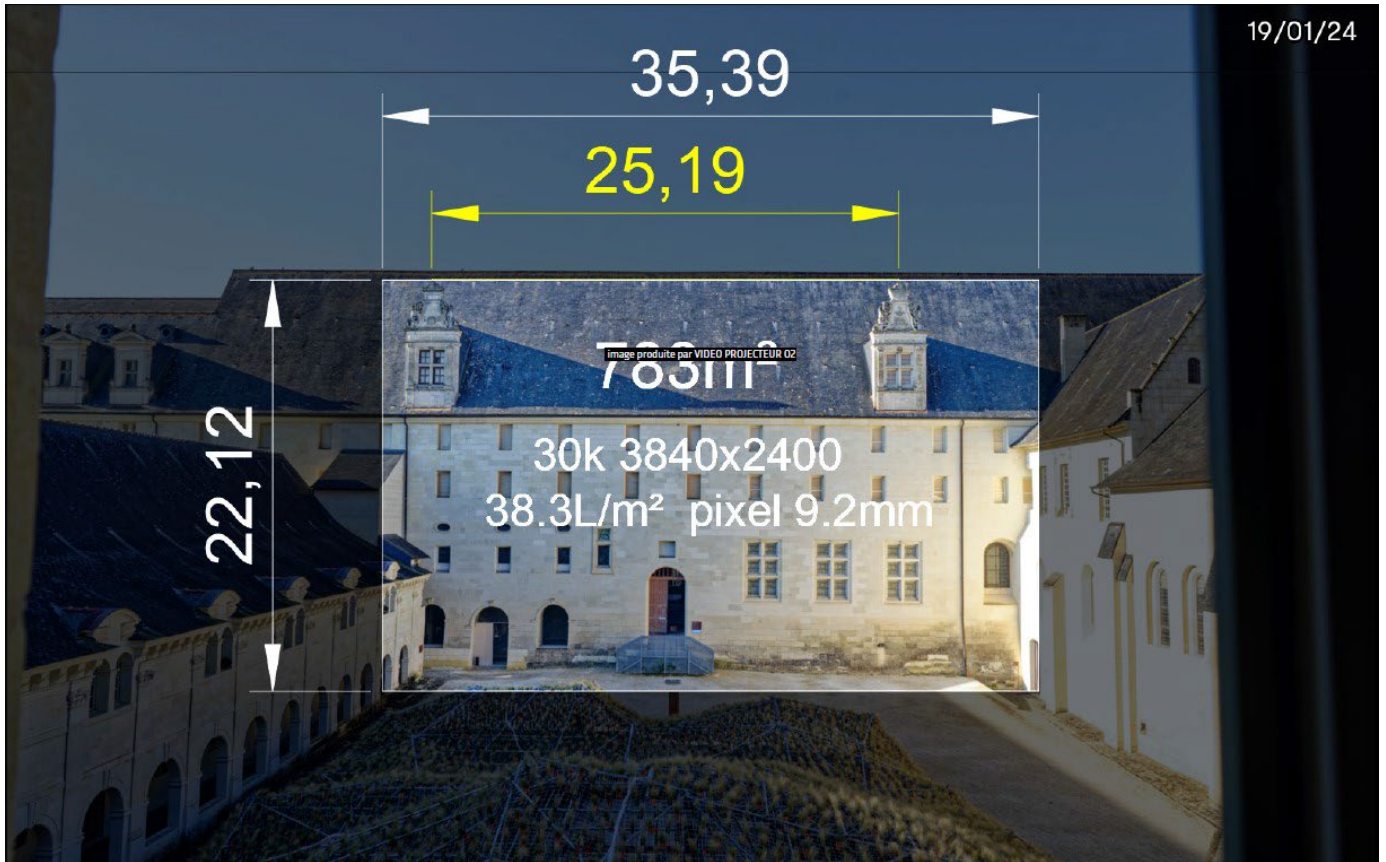 19/01/24
35,39
25,19
image produite par VIDEO PROJECTEUR 02
783m²
22,12
30k 3840x2400
38.3L/m² pixel 9.2mm